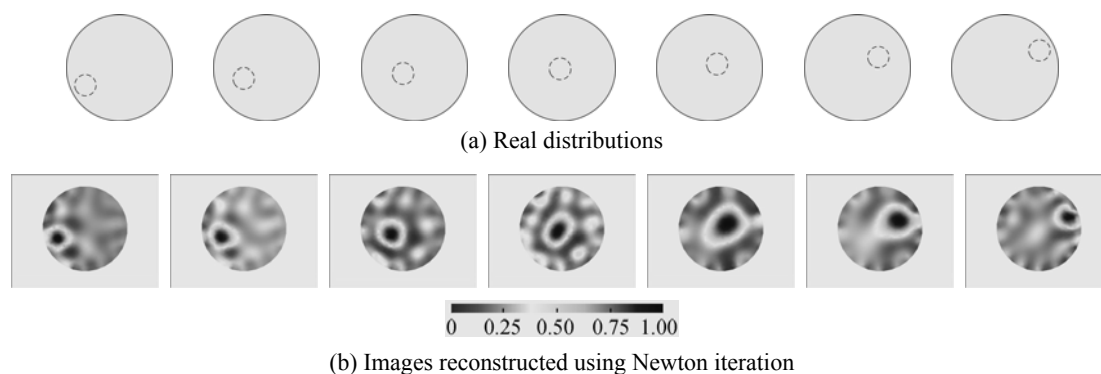 (a) Real distributions
0 0.25 0.50 0.75 1.00
(b) Images reconstructed using Newton iteration